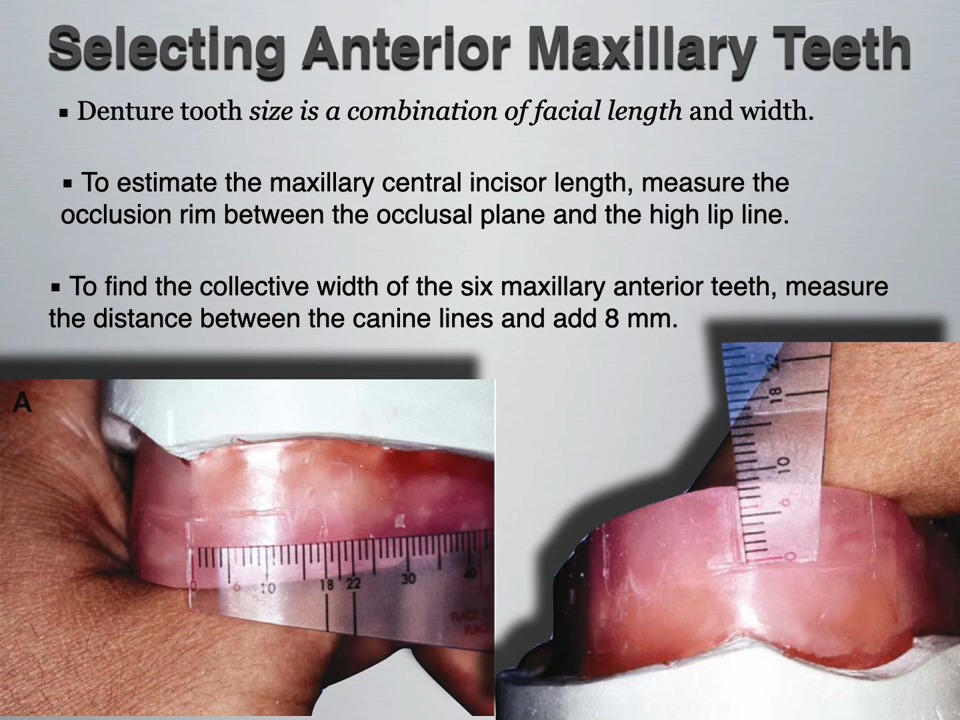 Selecting Anterior Maxillary Teeth
▪ Denture tooth size is a combination of facial length and width.
▪ To estimate the maxillary central incisor length, measure the
occlusion rim between the occlusal plane and the high lip line.
▪ To find the collective width of the six maxillary anterior teeth, measure
the distance between the canine lines and add 8 mm.
A
0 6 10 18 22 30 40
22
18
10
6
0